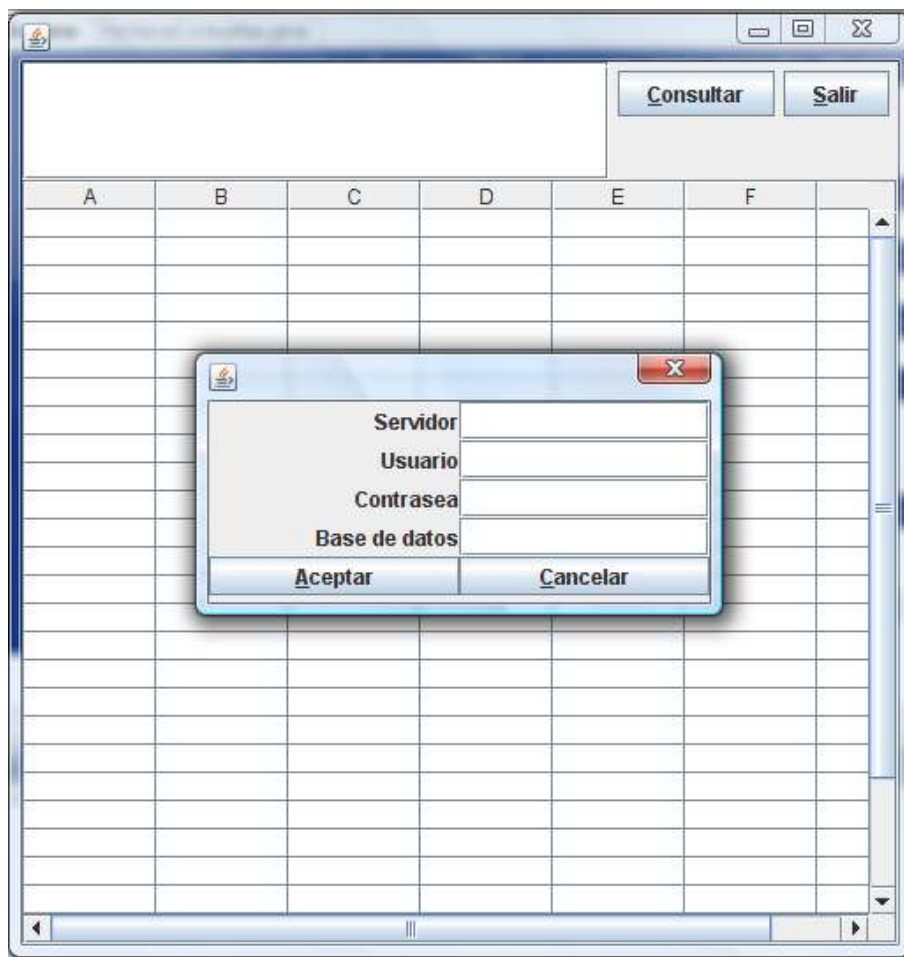 Consultar Salir
A B C D E F
Servidor
Usuario
Contrasea
Base de datos
Aceptar Cancelar